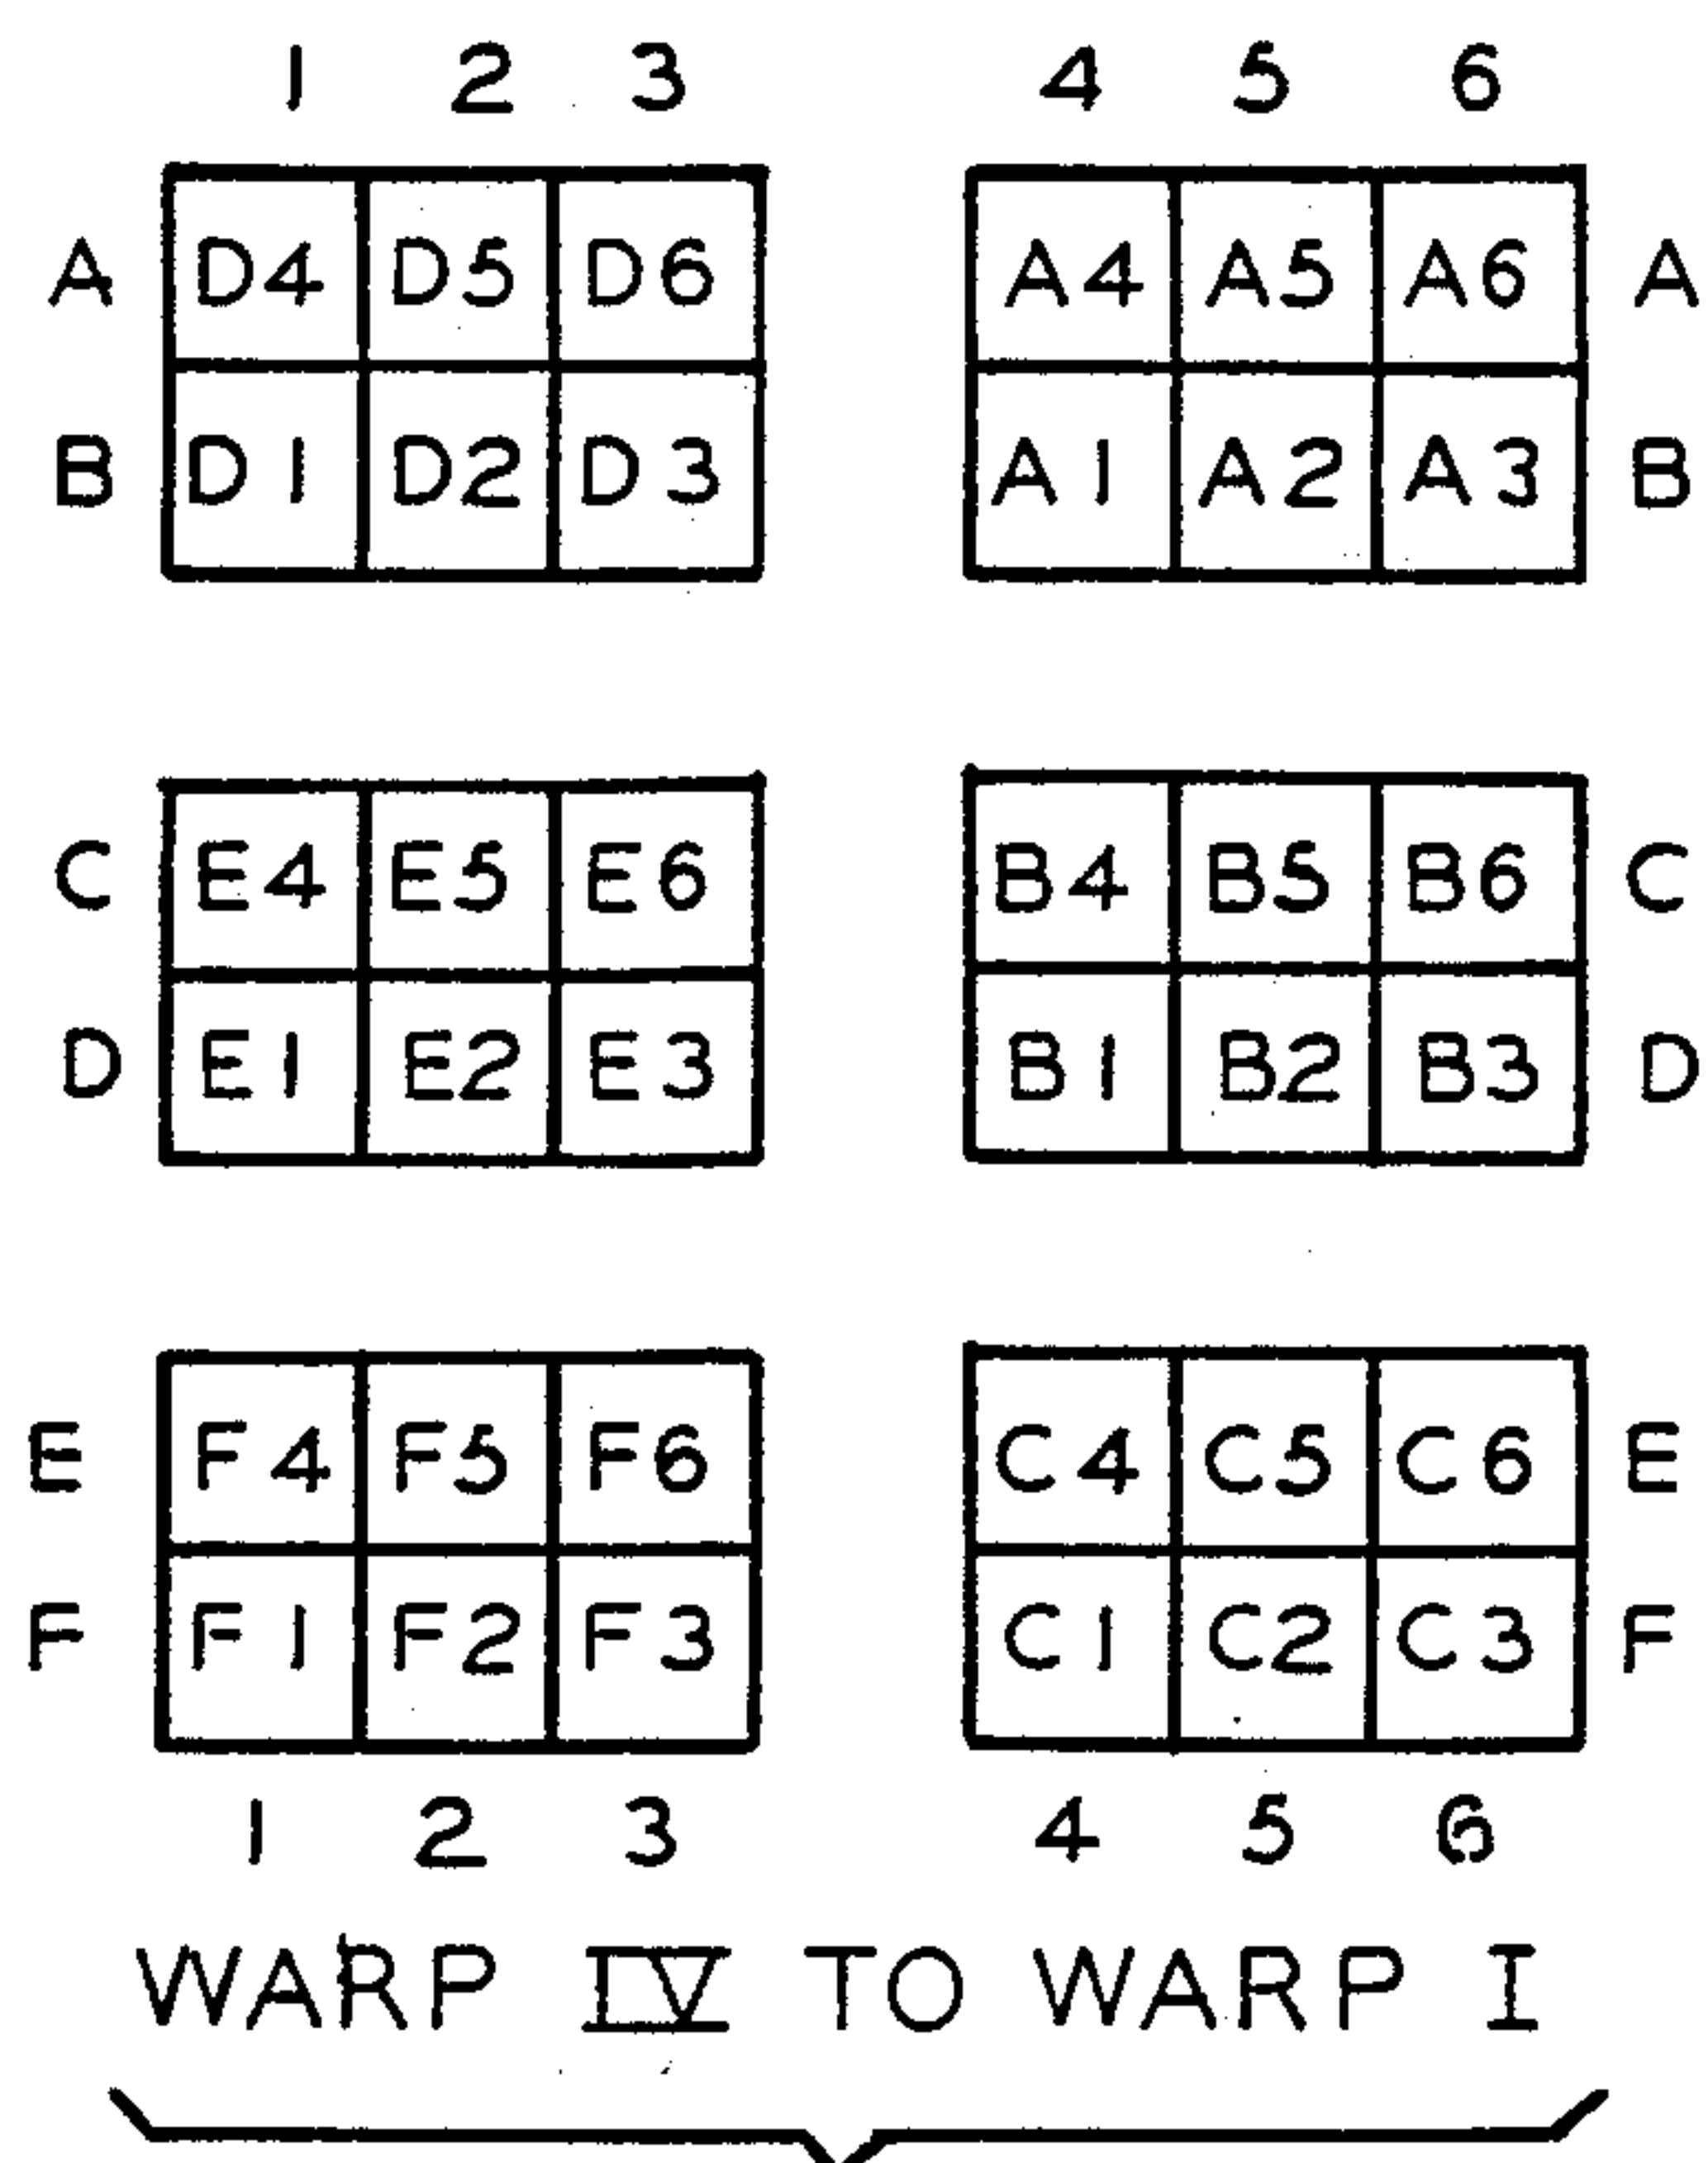 1 2 3 4 5 6
A D4 D5 D6 A4 A5 A6 A
B D1 D2 D3 A1 A2 A3 B
C E4 E5 E6 B4 B5 B6 C
D E1 E2 E3 B1 B2 B3 D
E F4 F5 F6 C4 C5 C6 E
F F1 F2 F3 C1 C2 C3 F
1 2 3 4 5 6
WARP IV TO WARP I